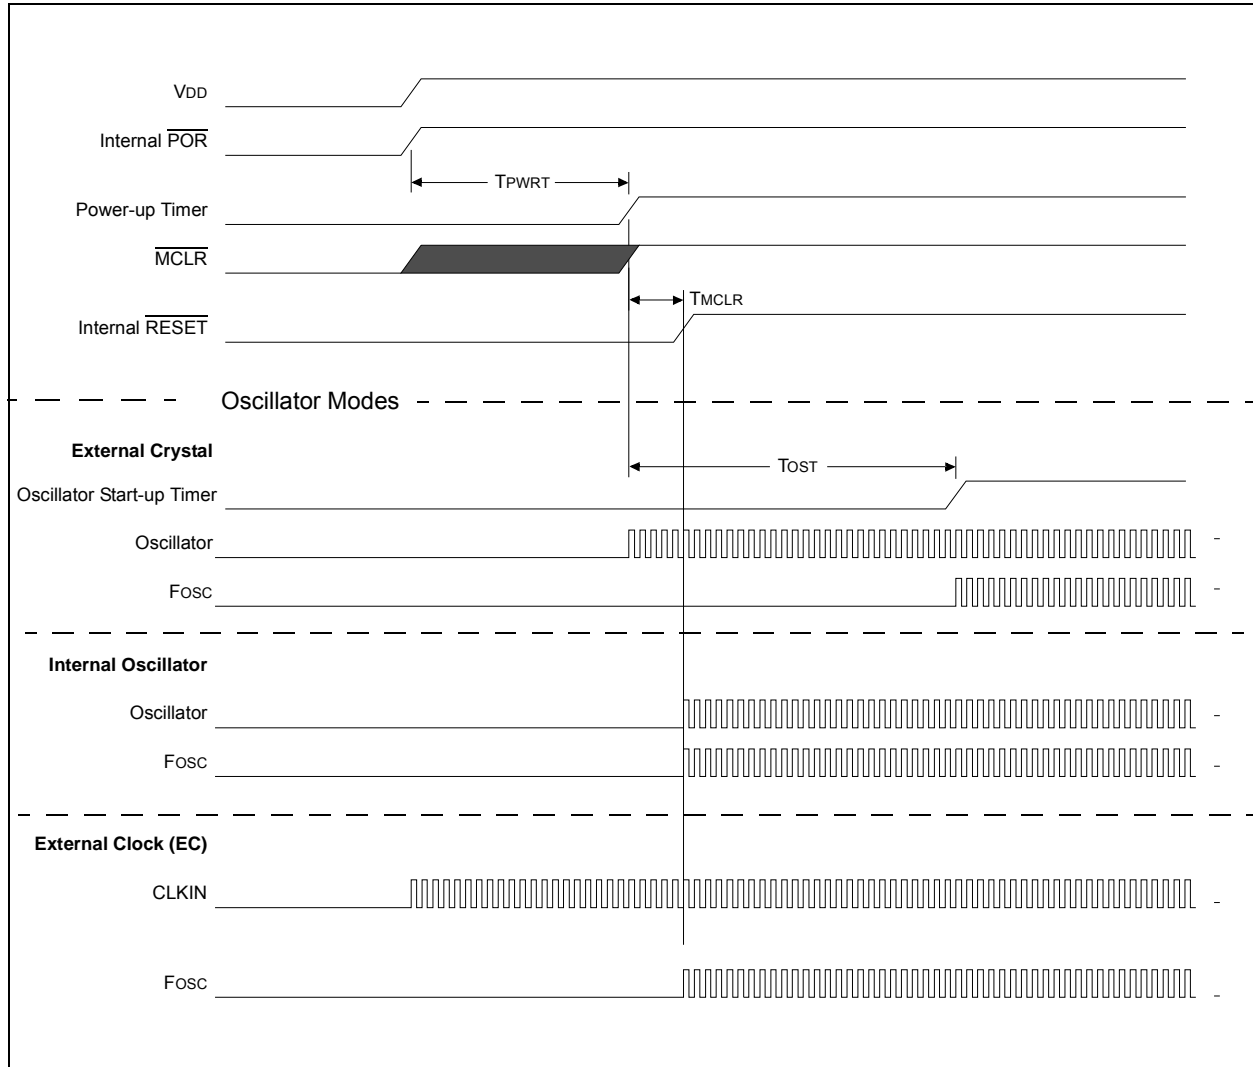 VDD
Internal POR
TPWRT
Power-up Timer
MCLR
TMCLR
Internal RESET
Oscillator Modes
External Crystal
TOST
Oscillator Start-up Timer
Oscillator
FOSC
Internal Oscillator
Oscillator
FOSC
External Clock (EC)
CLKIN
FOSC